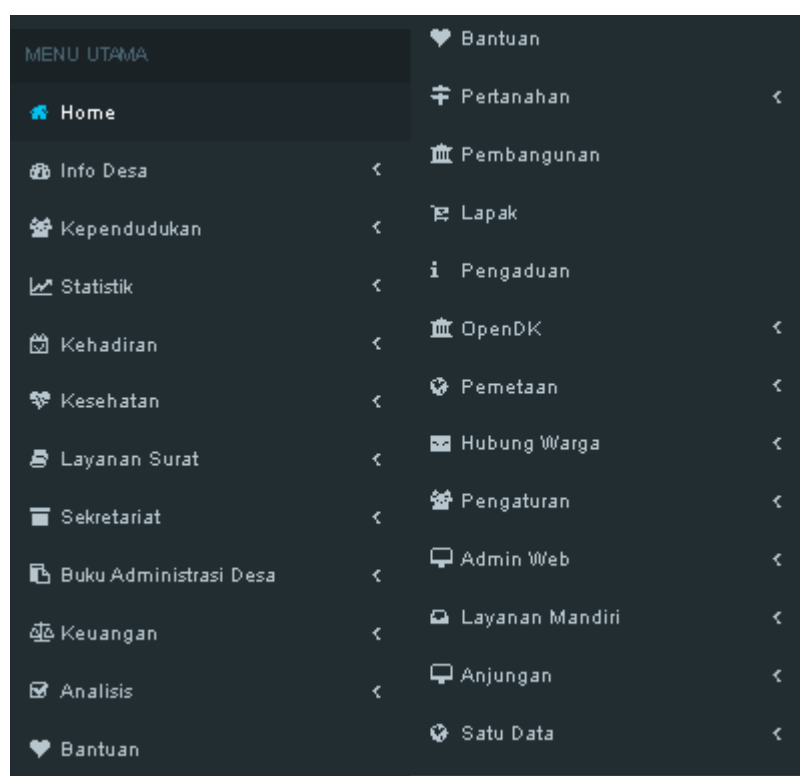 MENU UTAMA
Home
Info Desa
Kependudukan
Statistik
Kehadiran
Kesehatan
Layanan Surat
Sekretariat
Buku Administrasi Desa
Keuangan
Analisis
Bantuan
Bantuan
Pertanahan
Pembangunan
Lapak
Pengaduan
OpenDK
Pemetaan
Hubung Warga
Pengaturan
Admin Web
Layanan Mandiri
Anjungan
Satu Data